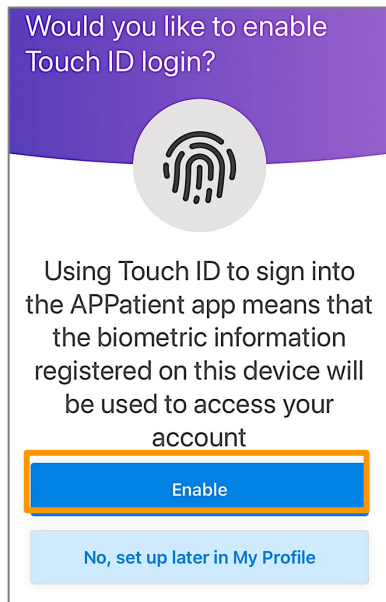 Would you like to enable
Touch ID login?
Using Touch ID to sign into
the APPatient app means that
the biometric information
registered on this device will
be used to access your
account
Enable
No, set up later in My Profile